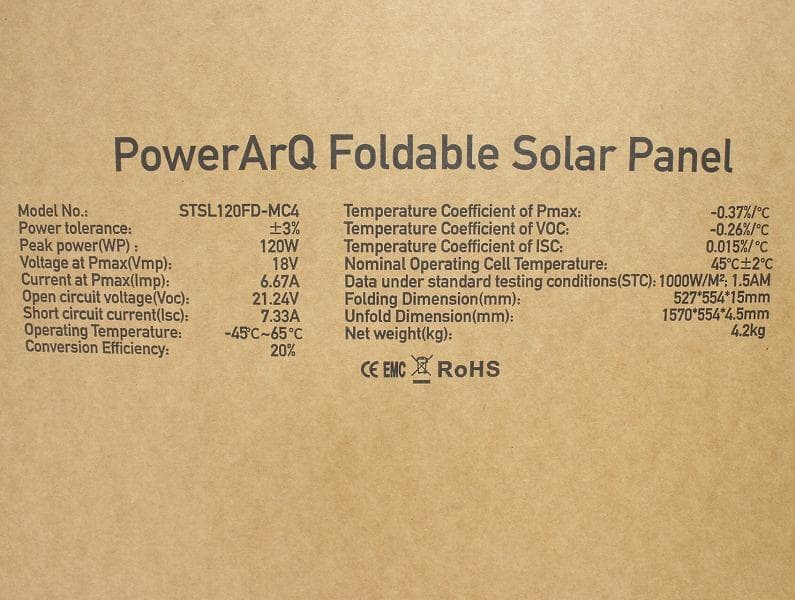 PowerArQ Foldable Solar Panel
Model No.: STSL120FD-MC4
Power tolerance: ±3%
Peak power(WP) : 120W
Voltage at Pmax(Vmp): 18V
Current at Pmax(Imp): 6.67A
Open circuit voltage(Voc): 21.24V
Short circuit current(Isc): 7.33A
Operating Temperature: -45℃~65℃
Conversion Efficiency: 20%
Temperature Coefficient of Pmax: -0.37%/℃
Temperature Coefficient of VOC: -0.26%/℃
Temperature Coefficient of ISC: 0.015%/℃
Nominal Operating Cell Temperature: 45℃±2℃
Data under standard testing conditions(STC): 1000W/M²; 1.5AM
Folding Dimension(mm): 527*554*15mm
Unfold Dimension(mm): 1570*554*4.5mm
Net weight(kg): 4.2kg
CE EMC RoHS